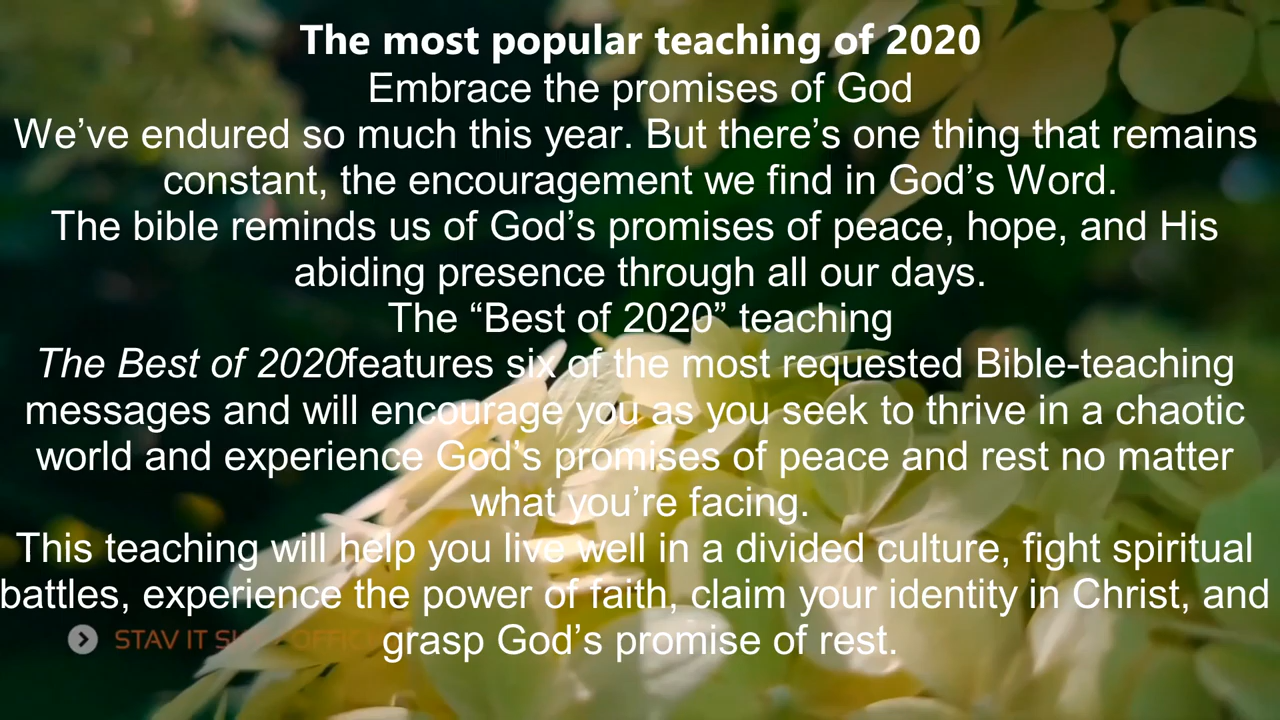 The most popular teaching of 2020
Embrace the promises of God
We’ve endured so much this year. But there’s one thing that remains
constant, the encouragement we find in God’s Word.
The bible reminds us of God’s promises of peace, hope, and His
abiding presence through all our days.
The “Best of 2020” teaching
The Best of 2020features six of the most requested Bible-teaching
messages and will encourage you as you seek to thrive in a chaotic
world and experience God’s promises of peace and rest no matter
what you’re facing.
This teaching will help you live well in a divided culture, fight spiritual
battles, experience the power of faith, claim your identity in Christ, and
grasp God’s promise of rest.
STAV IT